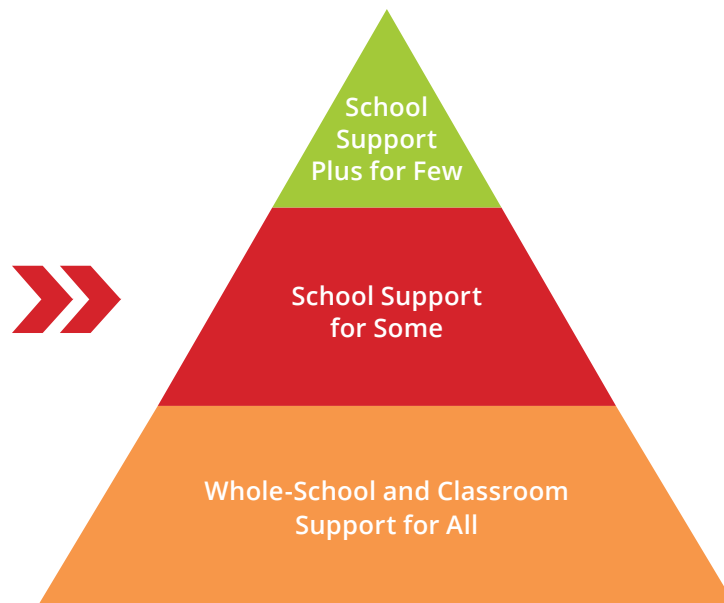 School
Support
Plus for Few
School Support
for Some
Whole-School and Classroom
Support for All